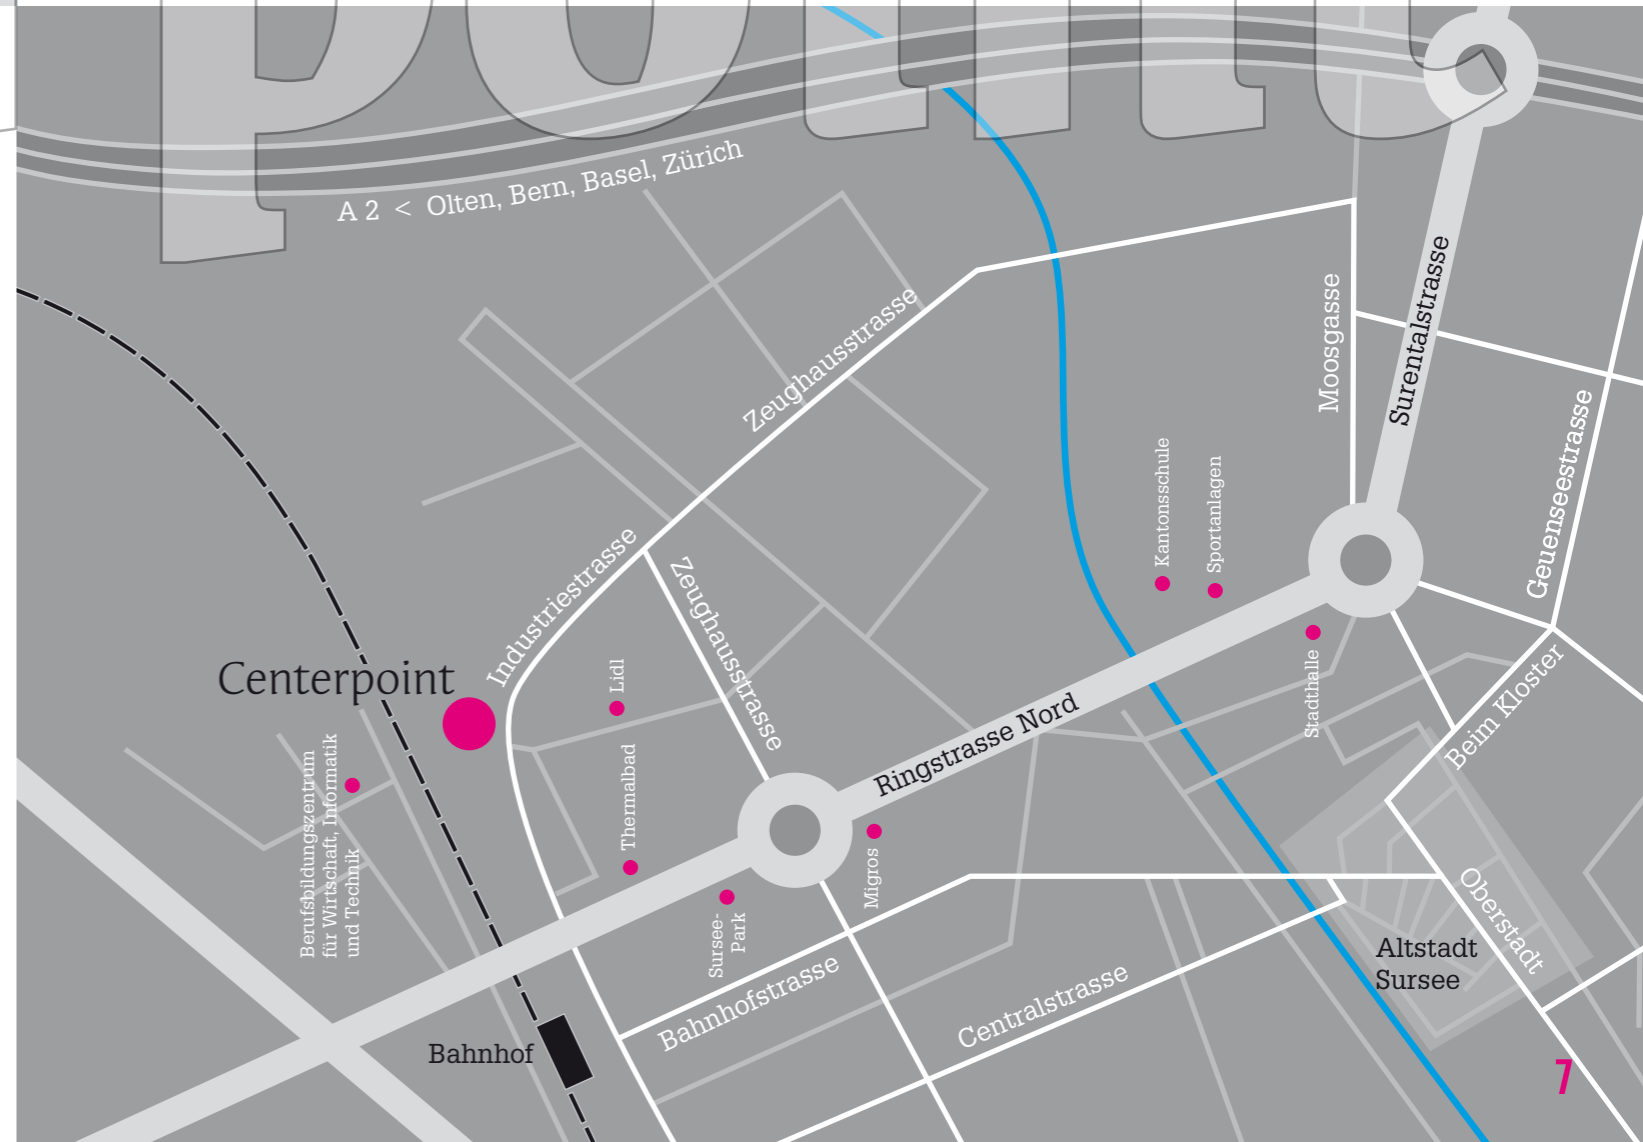 point
A 2 < Olten, Bern, Basel, Zürich
Zeughausstrasse
Moosgasse
Surentalstrasse
Geuenseestrasse
Kantonsschule
Sportanlagen
Industriestrasse
Zeughausstrasse
Centerpoint
Lidl
Stadthalle
Beim Kloster
Ringstrasse Nord
Berufsbildungszentrum
für Wirtschaft, Informatik
und Technik
Thermalbad
Migros
Sursee-
Park
Oberstadt
Altstadt
Sursee
Bahnhofstrasse
Centralstrasse
Bahnhof
7